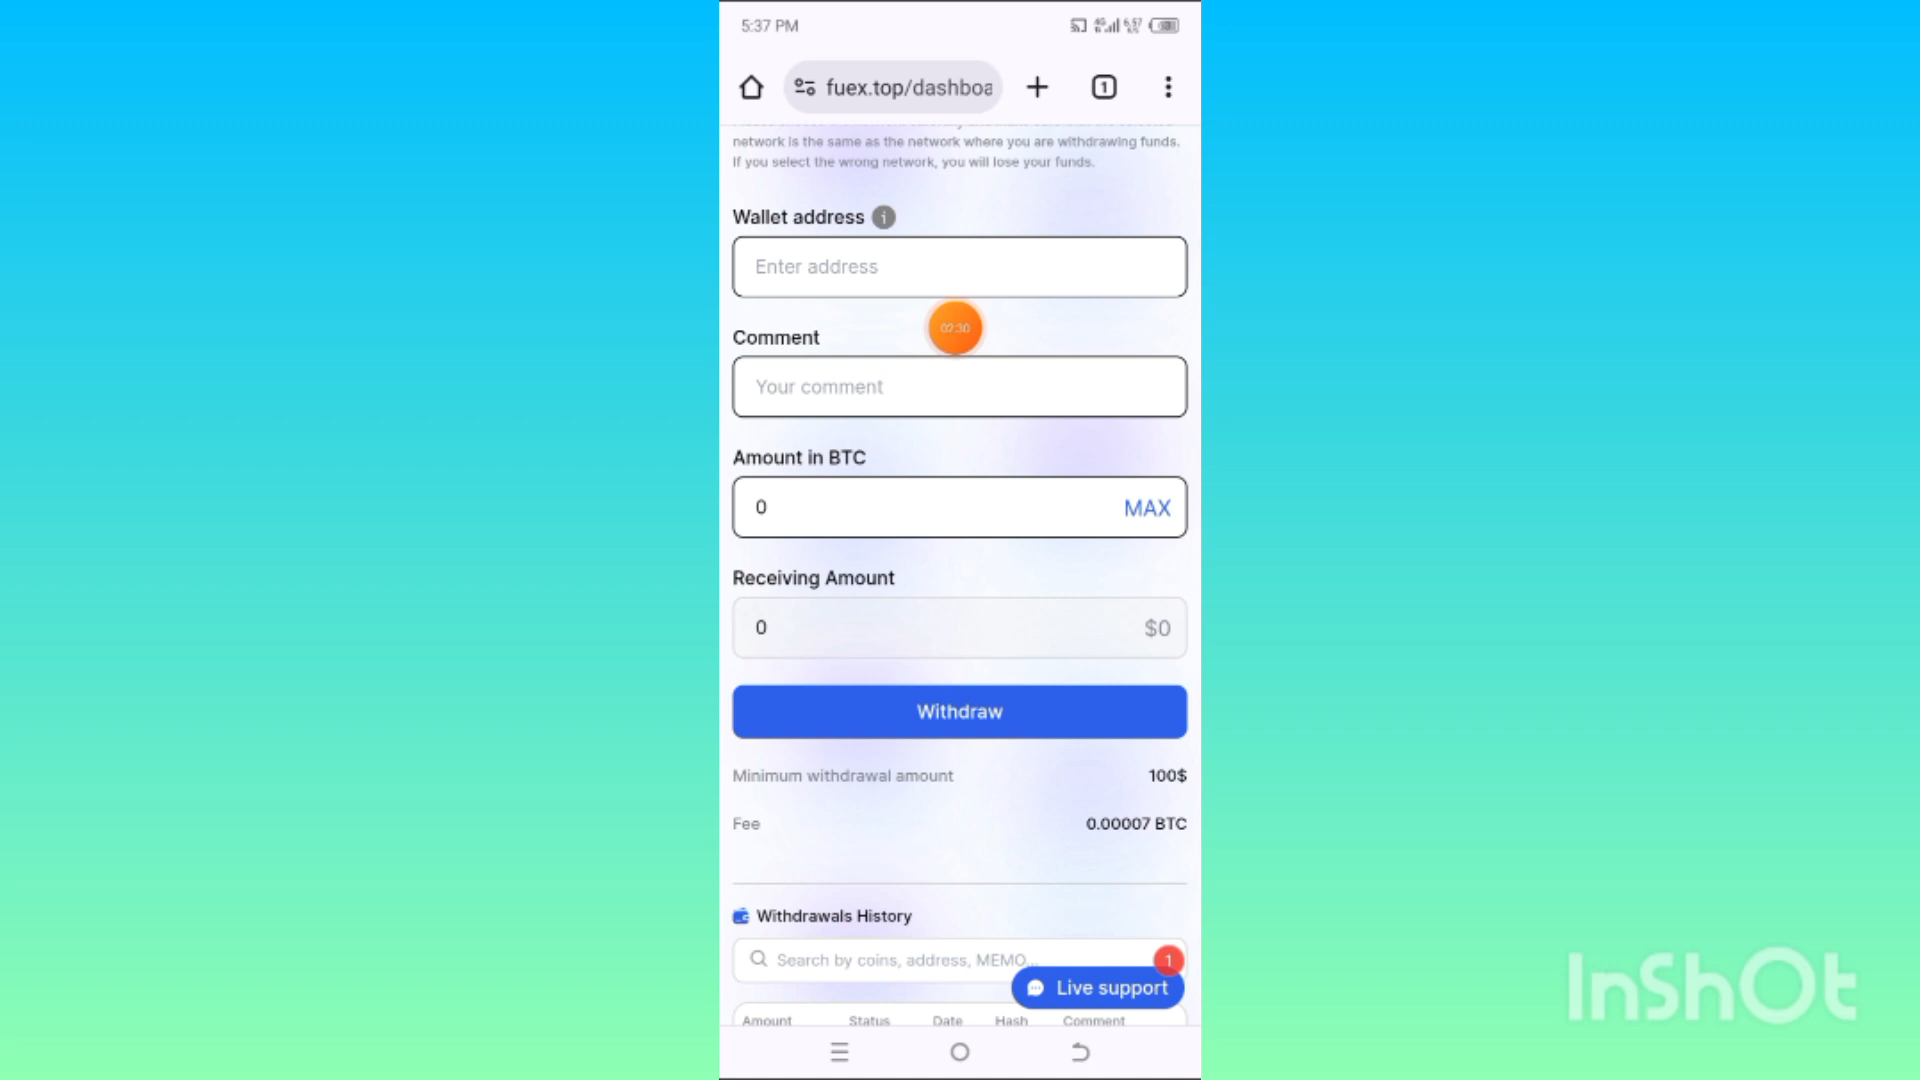 5:37 PM
fuex.top/dashboa
1
network is the same as the network where you are withdrawing funds.
If you select the wrong network, you will lose your funds.
Wallet address
Enter address
02:30
Comment
Your comment
Amount in BTC
0 MAX
Receiving Amount
0 $0
Withdraw
Minimum withdrawal amount 100$
Fee 0.00007 BTC
Withdrawals History
Search by coins, address, MEMO...
1
Live support
Amount Status Date Hash Comment
InShOt